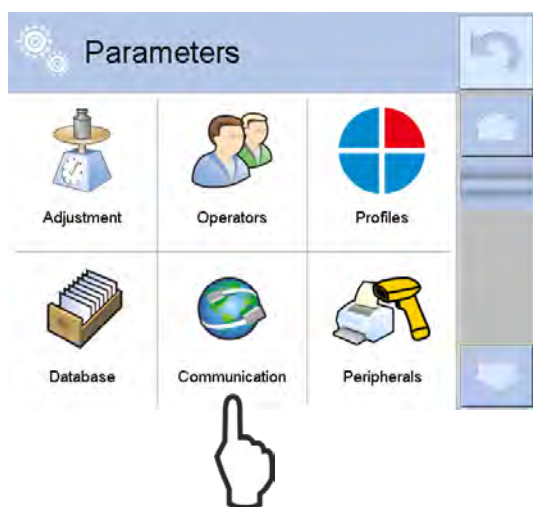 Parameters
Adjustment
Operators
Profiles
Database
Communication
Peripherals